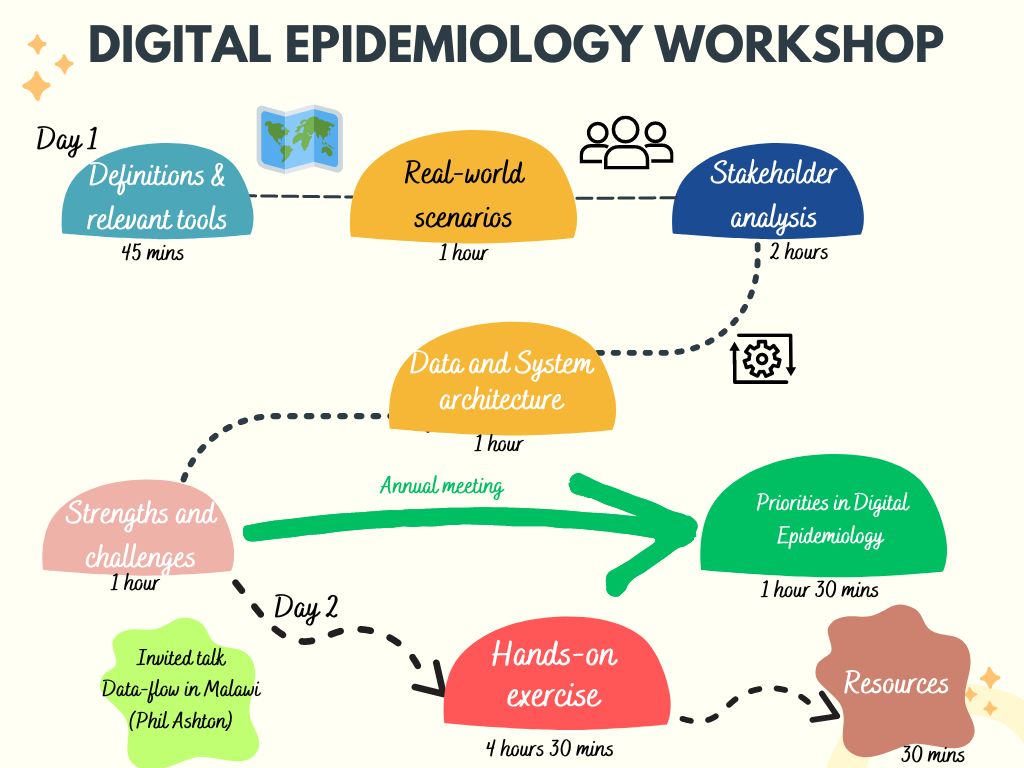 DIGITAL EPIDEMIOLOGY WORKSHOP
Day 1
Definitions &
relevant tools
45 mins
Real-world
scenarios
1 hour
Stakeholder
analysis
2 hours
Data and System
architecture
1 hour
Strengths and
challenges
1 hour
Annual meeting
Priorities in Digital
Epidemiology
1 hour 30 mins
Day 2
Invited talk
Data-flow in Malawi
(Phil Ashton)
Hands-on
exercise
4 hours 30 mins
Resources
30 mins